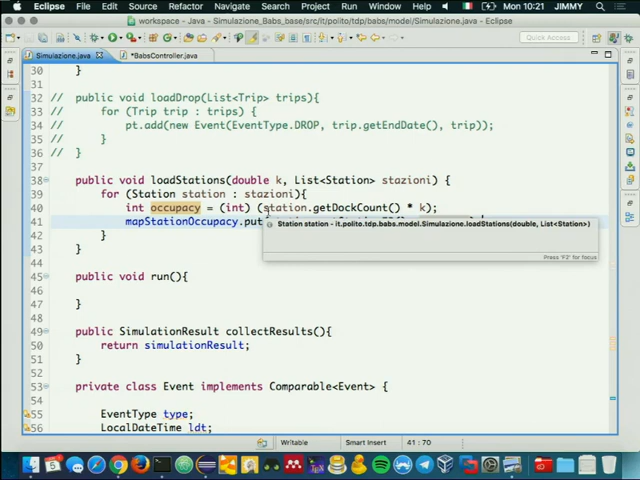 Eclipse File Edit Source Refactor Navigate Search Project Run Window Help Mon 10:21 JIMMY
workspace - Java - Simulazione_Babs_base/src/it/polito/tdp/babs/model/Simulazione.java - Eclipse
Quick Access
Simulazione.java *BabsController.java
30 }
31
32 // public void loadDrop(List<Trip> trips){
33 // for (Trip trip : trips) {
34 // pt.add(new Event(EventType.DROP, trip.getEndDate(), trip));
35 // }
36 // }
37
38 public void loadStations(double k, List<Station> stazioni) {
39 for (Station station : stazioni){
40 int occupacy = (int) (station.getDockCount() * k);
41 mapStationOccupacy.put
Station station - it.polito.tdp.babs.model.Simulazione.loadStations(double, List<Station>)
42 }
43 }
44
Press 'F2' for focus
45 public void run(){
46
47 }
48
49 public SimulationResult collectResults(){
50 return simulationResult;
51 }
52
53 private class Event implements Comparable<Event> {
54
55 EventType type;
56 LocalDateTime ldt;
Writable Smart Insert 41 : 70